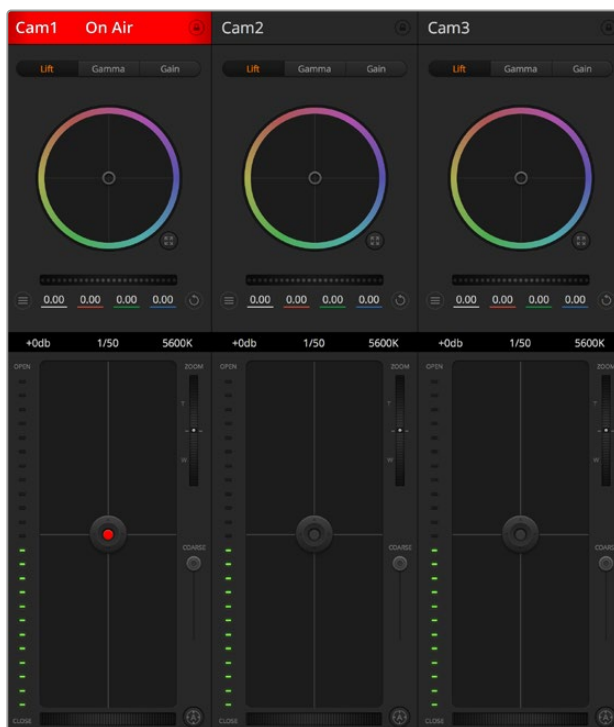 Cam1 On Air Cam2 Cam3
Lift Gamma Gain Lift Gamma Gain Lift Gamma Gain
0.00 0.00 0.00 0.00 0.00 0.00 0.00 0.00 0.00 0.00 0.00 0.00
+0db 1/50 5600K +0db 1/50 5600K +0db 1/50 5600K
OPEN ZOOM OPEN ZOOM OPEN ZOOM
T T T
W W W
COARSE COARSE COARSE
CLOSE A CLOSE A CLOSE A